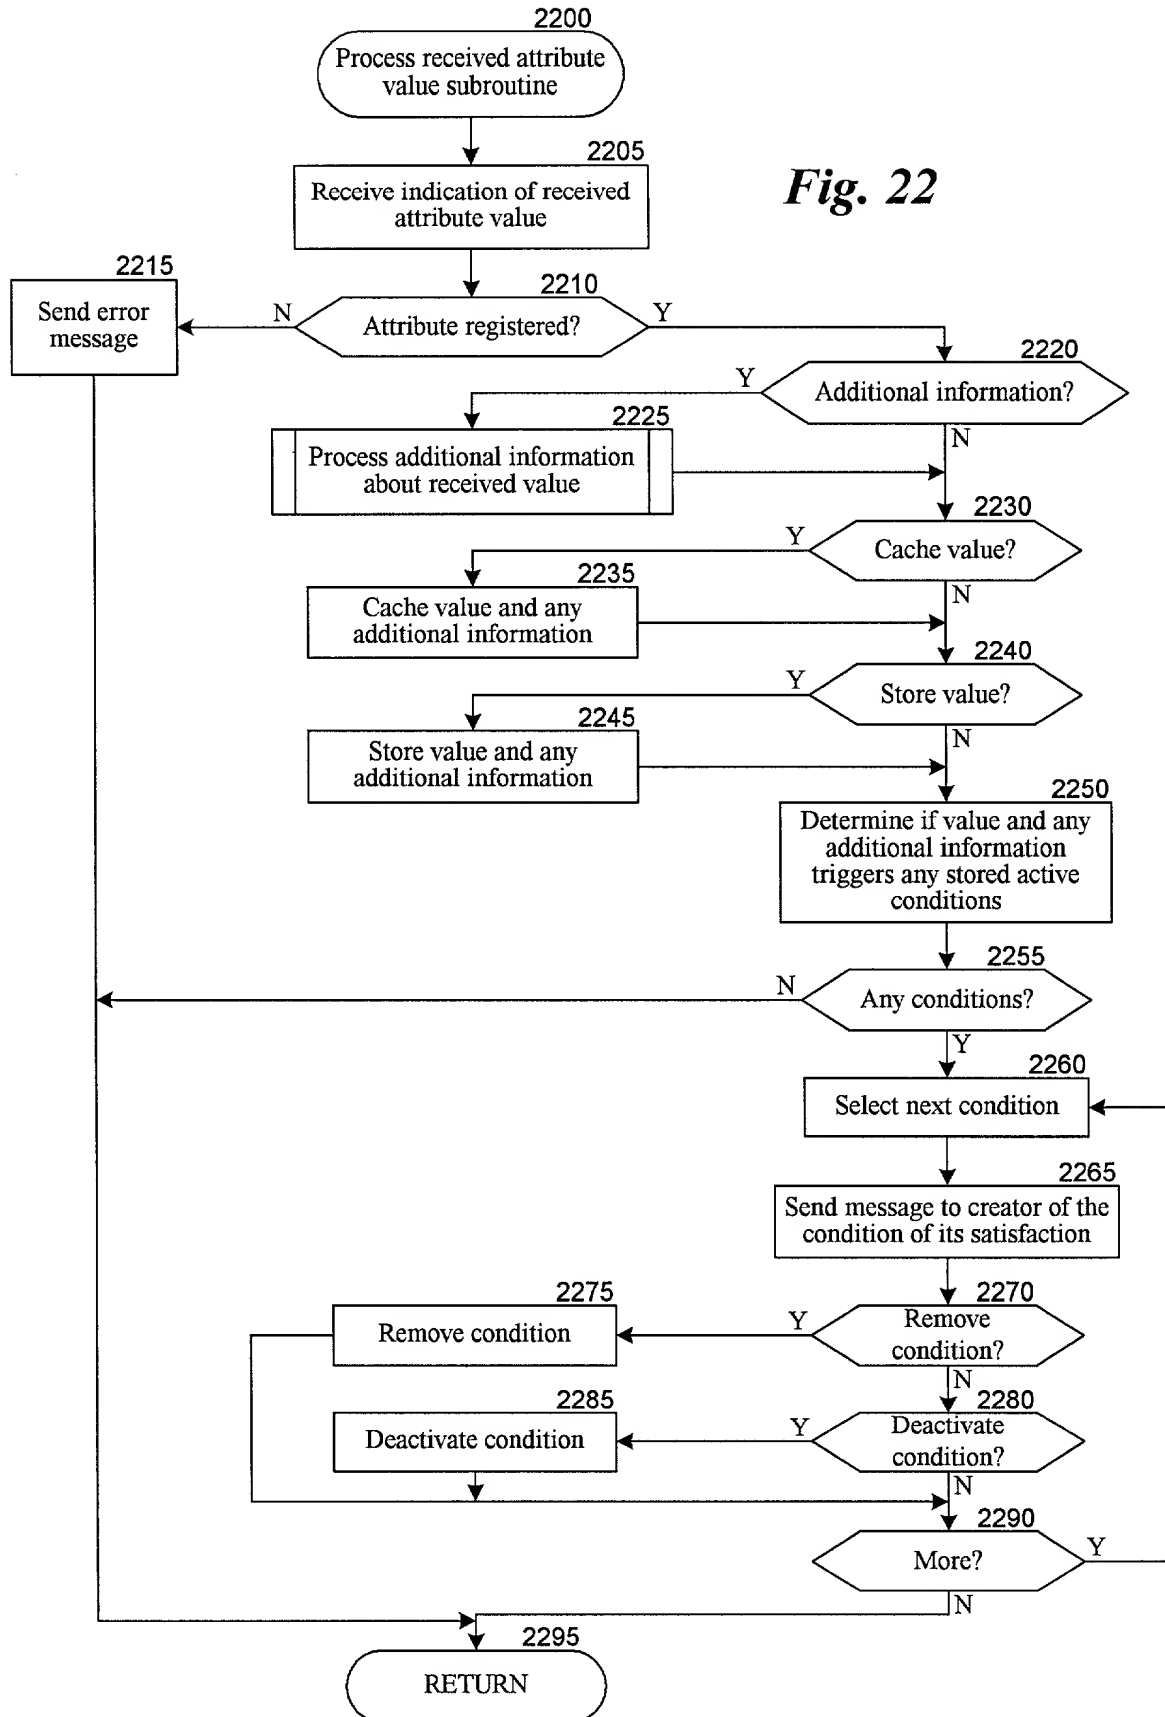 2200
Process received attribute
value subroutine
2205
Receive indication of received
attribute value
Fig. 22
2215
Send error
message
2210
N
Attribute registered?
Y
2220
Y
Additional information?
N
2225
Process additional information
about received value
2230
Y
Cache value?
N
2235
Cache value and any
additional information
2240
Y
Store value?
N
2245
Store value and any
additional information
2250
Determine if value and any
additional information
triggers any stored active
conditions
2255
N
Any conditions?
Y
2260
Select next condition
2265
Send message to creator of the
condition of its satisfaction
2275
Remove condition
2270
Y
Remove
condition?
N
2285
Deactivate condition
2280
Y
Deactivate
condition?
N
2290
More?
Y
N
2295
RETURN